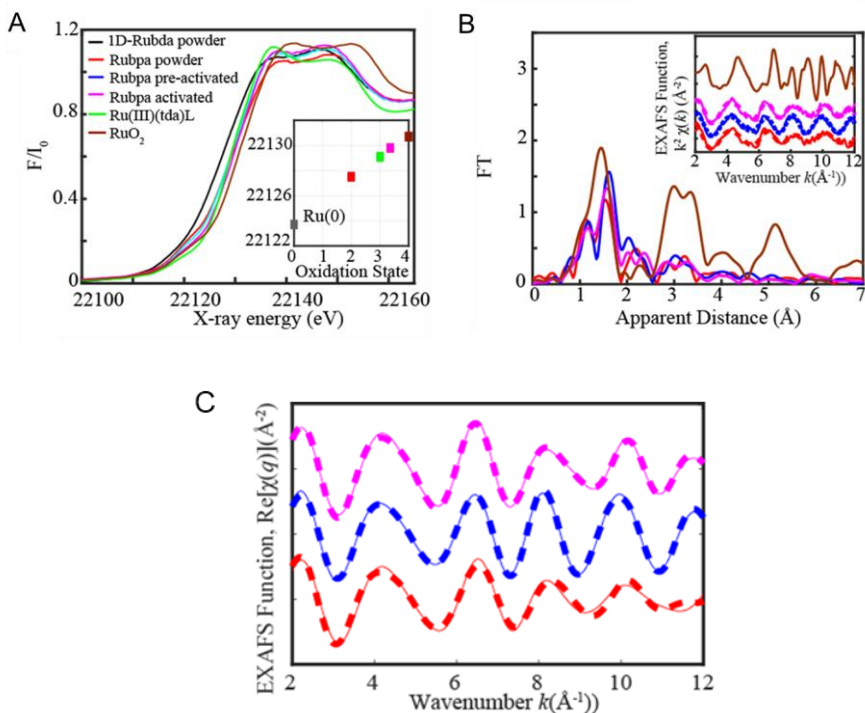 A
F/I0
1.2
0.8
0.4
0
1D-Rubda powder
Rubpa powder
Rubpa pre-activated
Rubpa activated
Ru(III)(tda)L
RuO2
22130
22128
22126
22124
22122
Ru(0)
0 1 2 3 4
Oxidation State
22100 22120 22140 22160
X-ray energy (eV)
B
FT
3
2
1
0
EXAFS Function,
k² χ(k) (Å-2)
2 4 6 8 10 12
Wavenumber k(Å-1))
0 1 2 3 4 5 6 7
Apparent Distance (Å)
C
EXAFS Function, Re[χ(q)](Å-2)
2 4 6 8 10 12
Wavenumber k(Å-1))